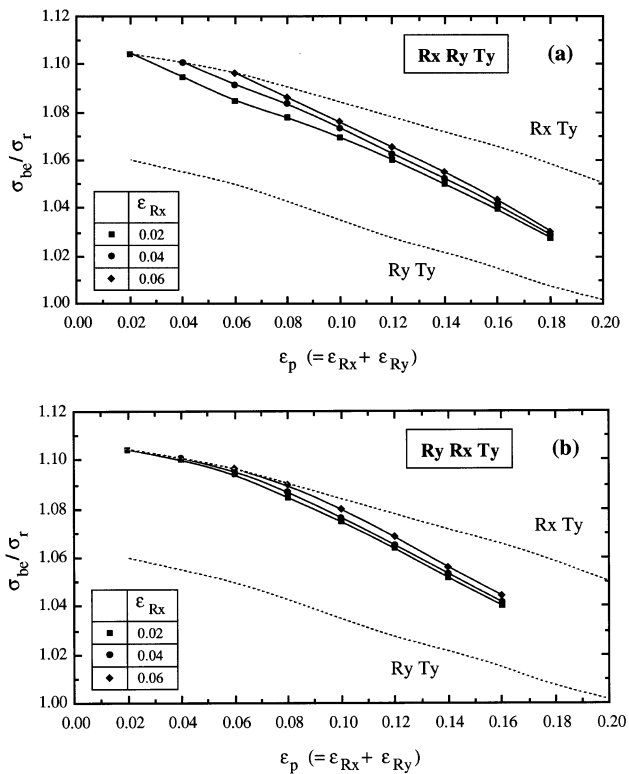 1.12
1.10
1.08
1.06
1.04
1.02
1.00
σbe/σr
Rx Ry Ty
(a)
Rx Ty
Ry Ty
εRx
0.02
0.04
0.06
0.00 0.02 0.04 0.06 0.08 0.10 0.12 0.14 0.16 0.18 0.20
εp (=εRx+ εRy)
1.12
1.10
1.08
1.06
1.04
1.02
1.00
σbe/σr
Ry Rx Ty
(b)
Rx Ty
Ry Ty
εRx
0.02
0.04
0.06
0.00 0.02 0.04 0.06 0.08 0.10 0.12 0.14 0.16 0.18 0.20
εp (=εRx+ εRy)